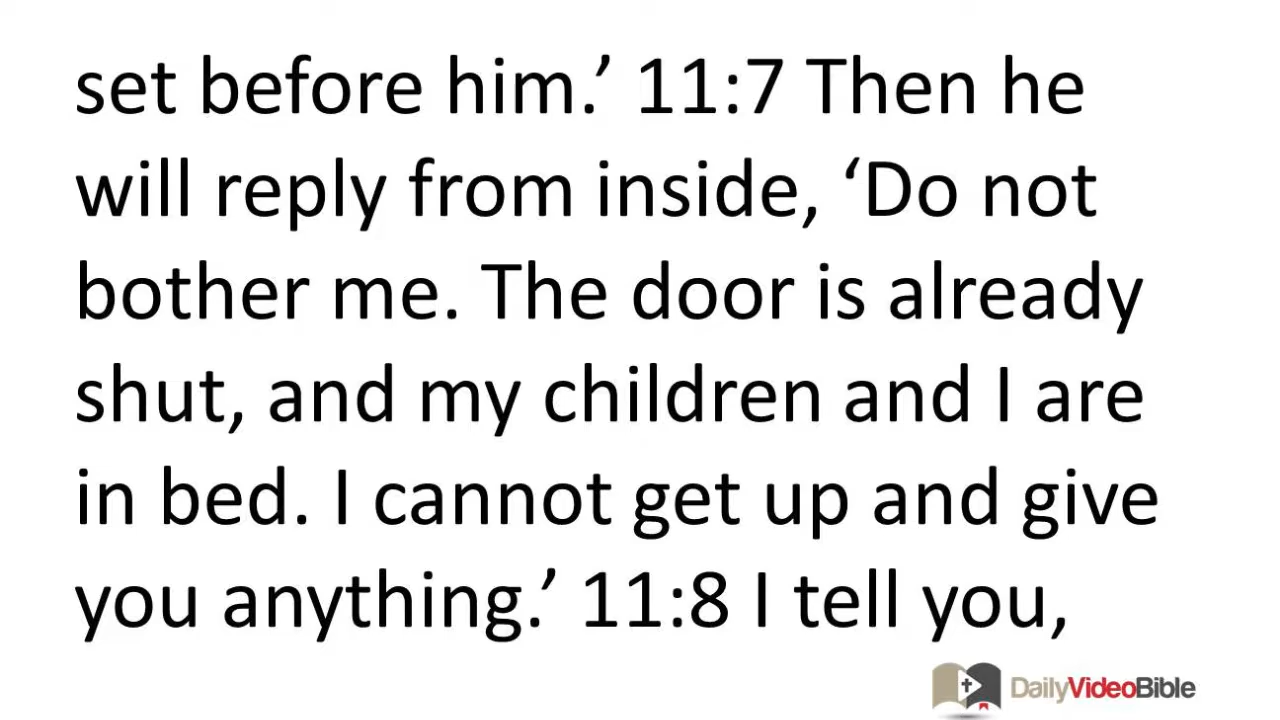 set before him.’ 11:7 Then he
will reply from inside, ‘Do not
bother me. The door is already
shut, and my children and I are
in bed. I cannot get up and give
you anything.’ 11:8 I tell you,
DailyVideoBible